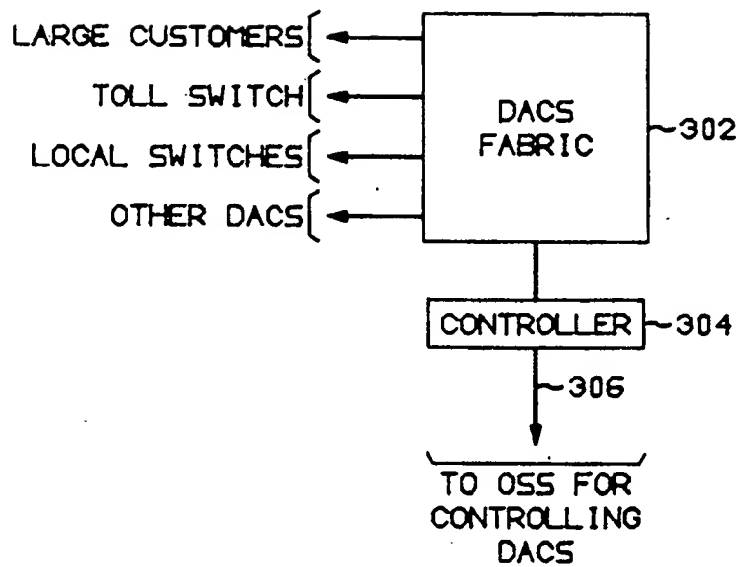 LARGE CUSTOMERS
TOLL SWITCH
LOCAL SWITCHES
OTHER DACS
DACS
FABRIC
302
CONTROLLER
304
306
TO OSS FOR
CONTROLLING
DACS